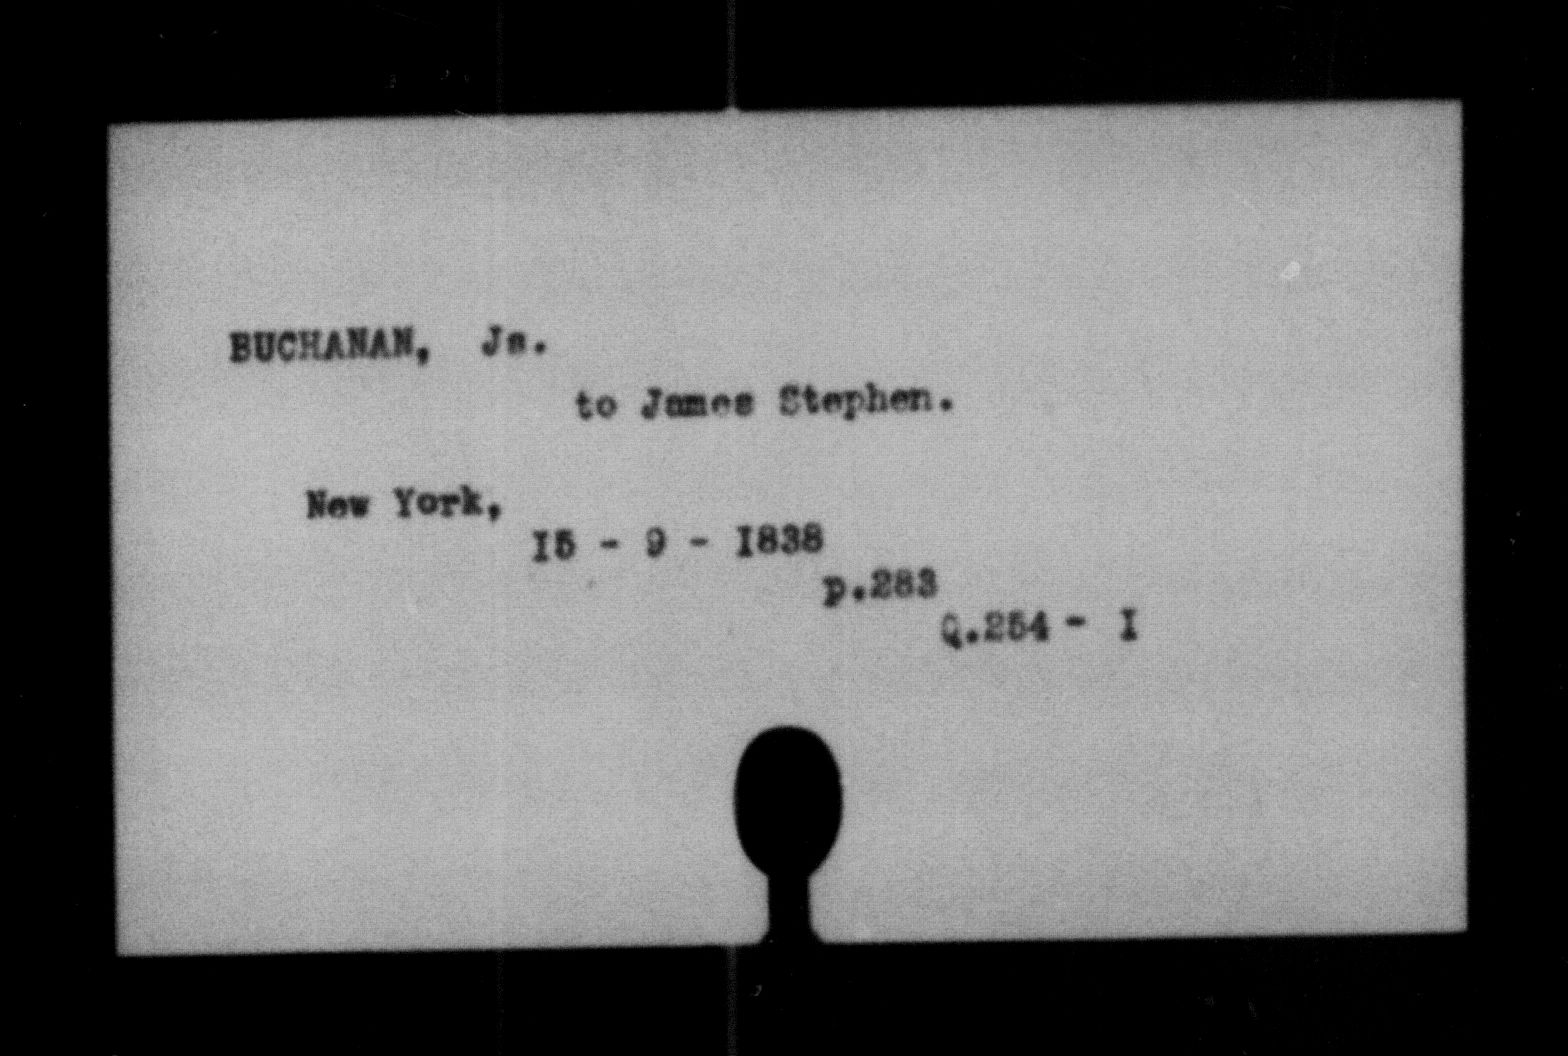 BUCHANAN, Js.
to James Stephen.
New York,
I5 - 9 - I838
p.283
Q.254 - I